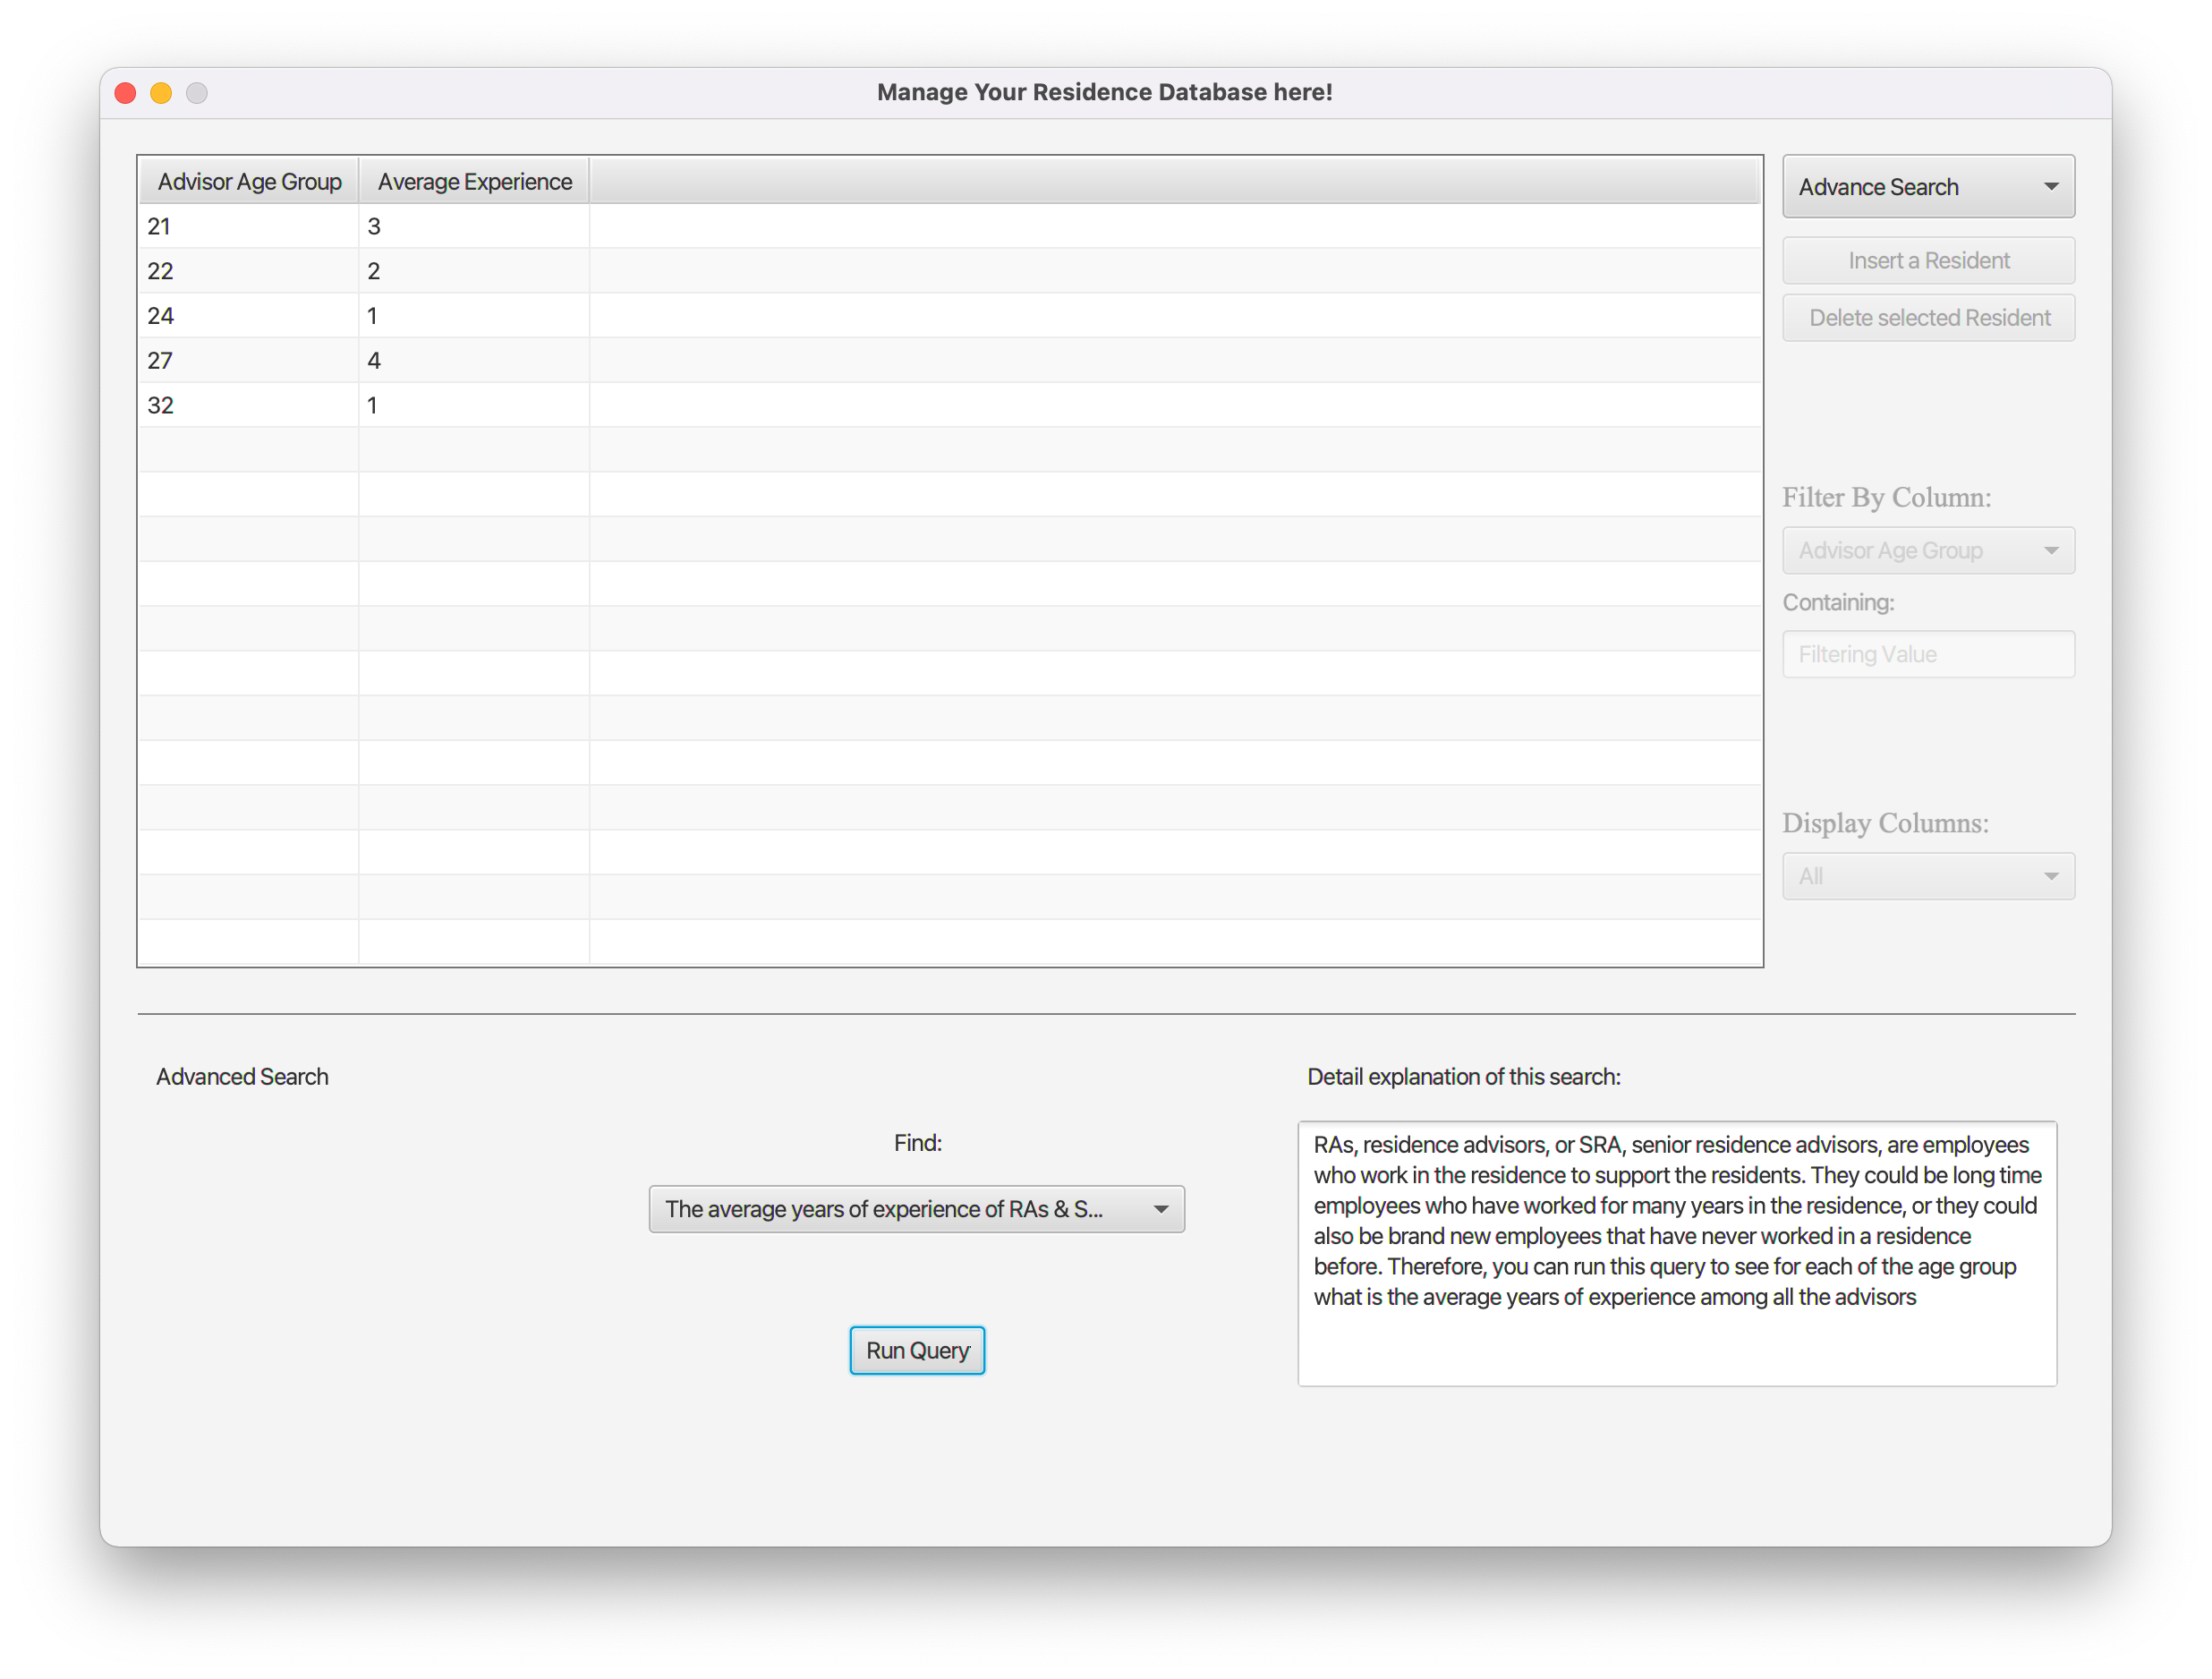 Manage Your Residence Database here!
Advisor Age Group Average Experience
21 3
22 2
24 1
27 4
32 1
Advance Search
Insert a Resident
Delete selected Resident
Filter By Column:
Advisor Age Group
Containing:
Filtering Value
Display Columns:
All
Advanced Search
Find:
The average years of experience of RAs & S...
Run Query
Detail explanation of this search:
RAs, residence advisors, or SRA, senior residence advisors, are employees
who work in the residence to support the residents. They could be long time
employees who have worked for many years in the residence, or they could
also be brand new employees that have never worked in a residence
before. Therefore, you can run this query to see for each of the age group
what is the average years of experience among all the advisors